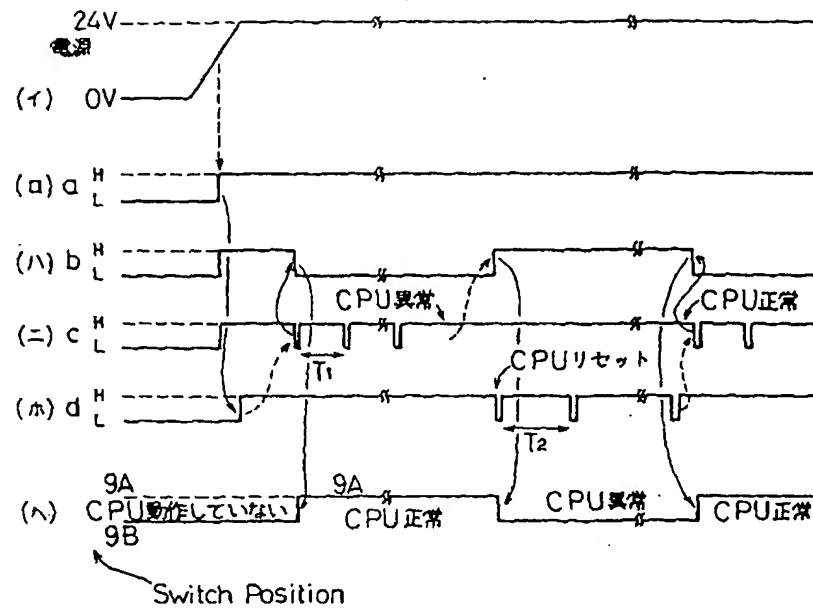 24V
電源
(イ) 0V
(ロ) a H
L
(ハ) b H
L
CPU異常
CPU正常
(ニ) c H
L
T1
CPUリセット
(ホ) d H
L
T2
9A
9A
(ヘ) CPU動作していない
CPU正常
CPU異常
CPU正常
9B
Switch Position